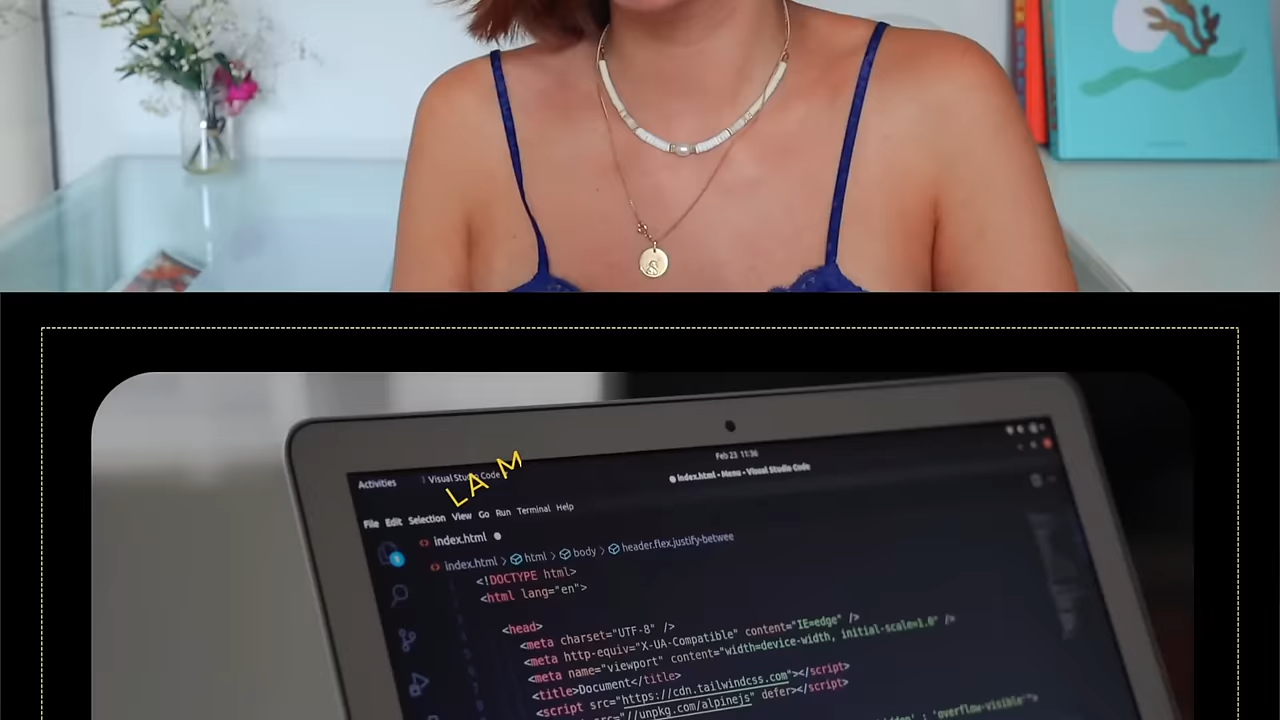 LAM
Feb 23 11:36
Activities
Visual Studio Code
index.html - Menu - Visual Studio Code
File Edit Selection View Go Run Terminal Help
index.html
index.html > html > body > header.flex.justify-betwee
<!DOCTYPE html>
<html lang="en">
<head>
<meta charset="UTF-8" />
<meta http-equiv="X-UA-Compatible" content="IE=edge" />
<meta name="viewport" content="width=device-width, initial-scale=1.0" />
<title>Document</title>
<script src="https://cdn.tailwindcss.com"></script>
src="//unpkg.com/alpinejs" defer></script>
'overflow-visible'">